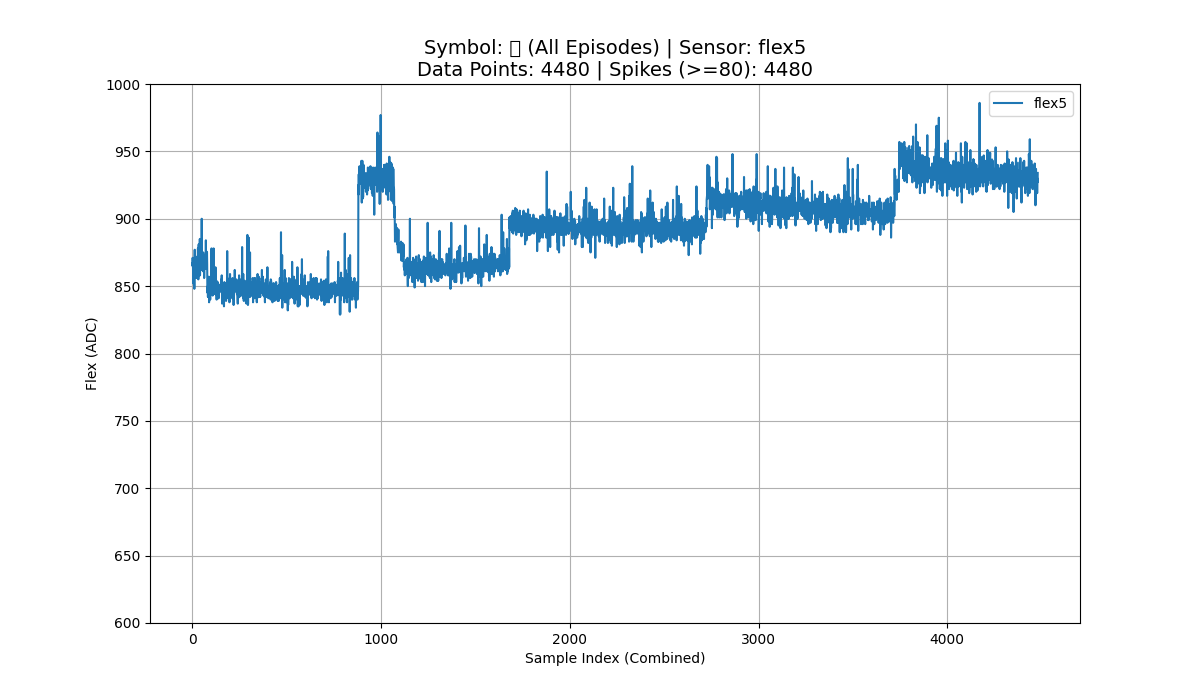 Symbol: (All Episodes) | Sensor: flex5
Data Points: 4480 | Spikes (>=80): 4480
flex5
Flex (ADC)
1000
950
900
850
800
750
700
650
600
0
1000
2000
3000
4000
Sample Index (Combined)